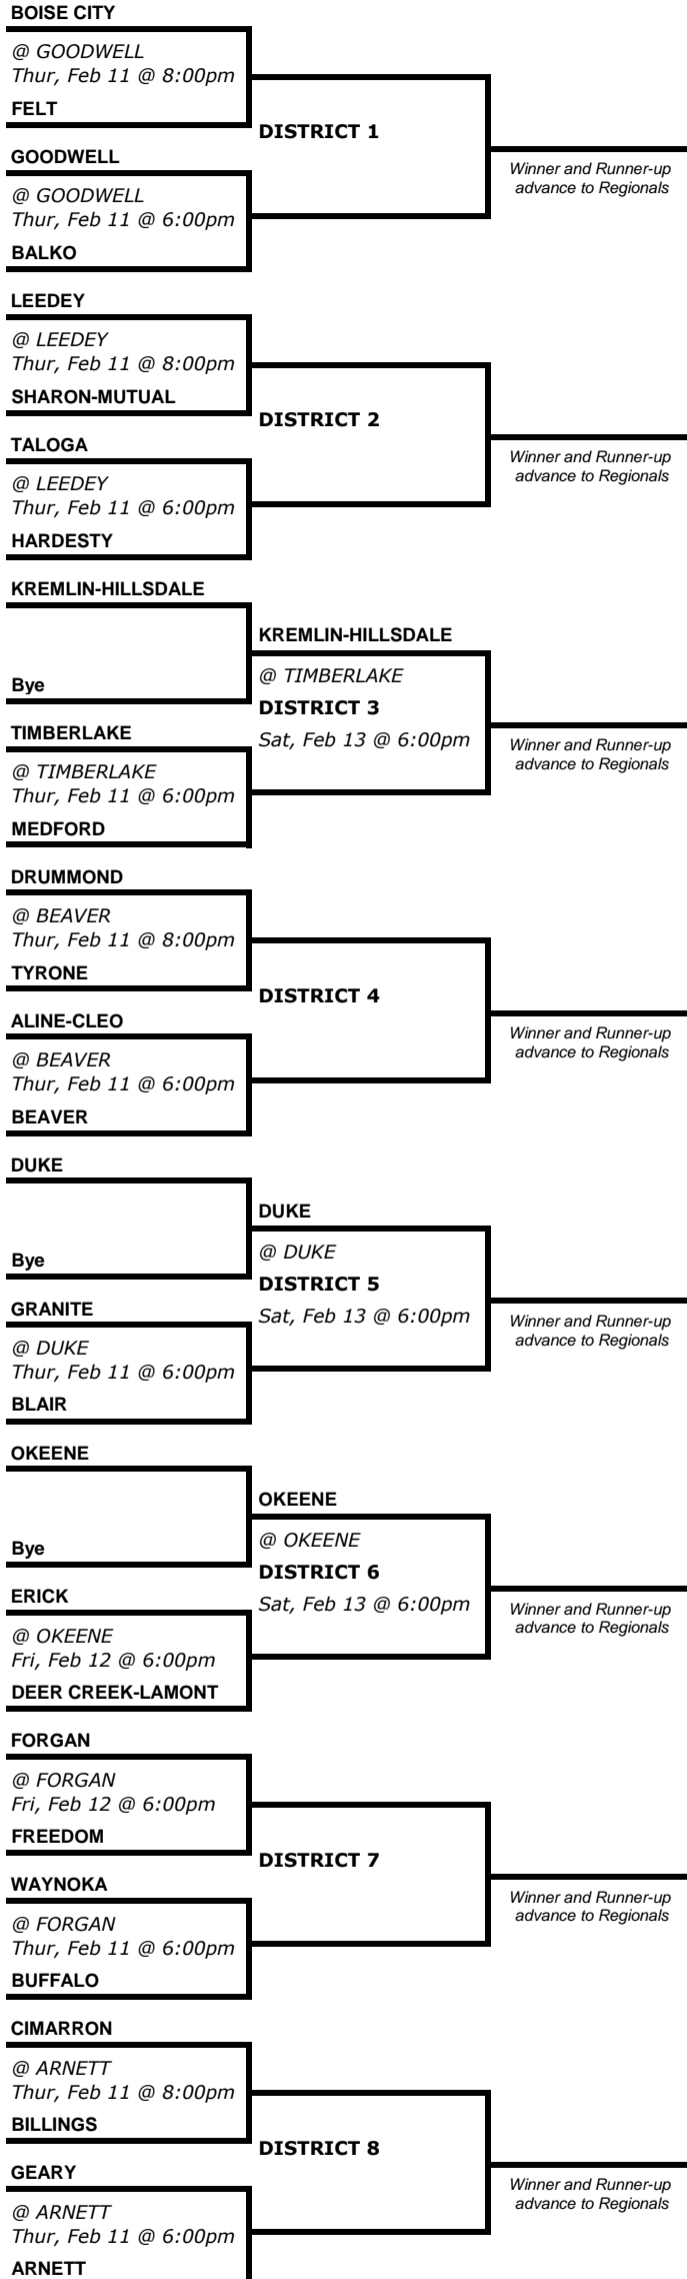 BOISE CITY
@ GOODWELL
Thur, Feb 11 @ 8:00pm
FELT
DISTRICT 1
GOODWELL
Winner and Runner-up
advance to Regionals
@ GOODWELL
Thur, Feb 11 @ 6:00pm
BALKO
LEEDEY
@ LEEDEY
Thur, Feb 11 @ 8:00pm
SHARON-MUTUAL
DISTRICT 2
TALOGA
Winner and Runner-up
advance to Regionals
@ LEEDEY
Thur, Feb 11 @ 6:00pm
HARDESTY
KREMLIN-HILLSDALE
KREMLIN-HILLSDALE
@ TIMBERLAKE
Bye
DISTRICT 3
TIMBERLAKE
Sat, Feb 13 @ 6:00pm
Winner and Runner-up
advance to Regionals
@ TIMBERLAKE
Thur, Feb 11 @ 6:00pm
MEDFORD
DRUMMOND
@ BEAVER
Thur, Feb 11 @ 8:00pm
TYRONE
DISTRICT 4
ALINE-CLEO
Winner and Runner-up
advance to Regionals
@ BEAVER
Thur, Feb 11 @ 6:00pm
BEAVER
DUKE
DUKE
@ DUKE
Bye
DISTRICT 5
GRANITE
Sat, Feb 13 @ 6:00pm
Winner and Runner-up
advance to Regionals
@ DUKE
Thur, Feb 11 @ 6:00pm
BLAIR
OKEENE
OKEENE
@ OKEENE
Bye
DISTRICT 6
ERICK
Sat, Feb 13 @ 6:00pm
Winner and Runner-up
advance to Regionals
@ OKEENE
Fri, Feb 12 @ 6:00pm
DEER CREEK-LAMONT
FORGAN
@ FORGAN
Fri, Feb 12 @ 6:00pm
FREEDOM
DISTRICT 7
WAYNOKA
Winner and Runner-up
advance to Regionals
@ FORGAN
Thur, Feb 11 @ 6:00pm
BUFFALO
CIMARRON
@ ARNETT
Thur, Feb 11 @ 8:00pm
BILLINGS
DISTRICT 8
GEARY
Winner and Runner-up
advance to Regionals
@ ARNETT
Thur, Feb 11 @ 6:00pm
ARNETT